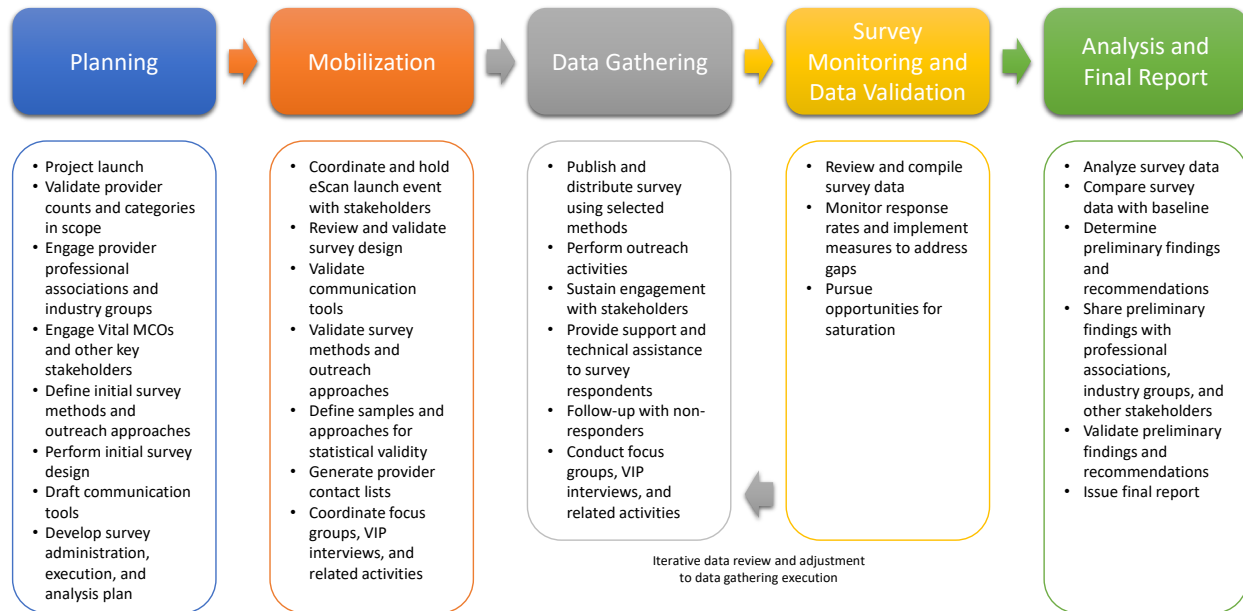 Planning
Mobilization
Data Gathering
Survey
Monitoring and
Data Validation
Analysis and
Final Report
• Project launch
• Validate provider
counts and categories
in scope
• Engage provider
professional
associations and
industry groups
• Engage Vital MCOs
and other key
stakeholders
• Define initial survey
methods and
outreach approaches
• Perform initial survey
design
• Draft communication
tools
• Develop survey
administration,
execution, and
analysis plan
• Coordinate and hold
eScan launch event
with stakeholders
• Review and validate
survey design
• Validate
communication
tools
• Validate survey
methods and
outreach
approaches
• Define samples and
approaches for
statistical validity
• Generate provider
contact lists
• Coordinate focus
groups, VIP
interviews, and
related activities
• Publish and
distribute survey
using selected
methods
• Perform outreach
activities
• Sustain engagement
with stakeholders
• Provide support and
technical assistance
to survey
respondents
• Follow-up with non-
responders
• Conduct focus
groups, VIP
interviews, and
related activities
• Review and compile
survey data
• Monitor response
rates and implement
measures to address
gaps
• Pursue
opportunities for
saturation
• Analyze survey data
• Compare survey
data with baseline
• Determine
preliminary findings
and
recommendations
• Share preliminary
findings with
professional
associations,
industry groups, and
other stakeholders
• Validate preliminary
findings and
recommendations
• Issue final report
Iterative data review and adjustment
to data gathering execution